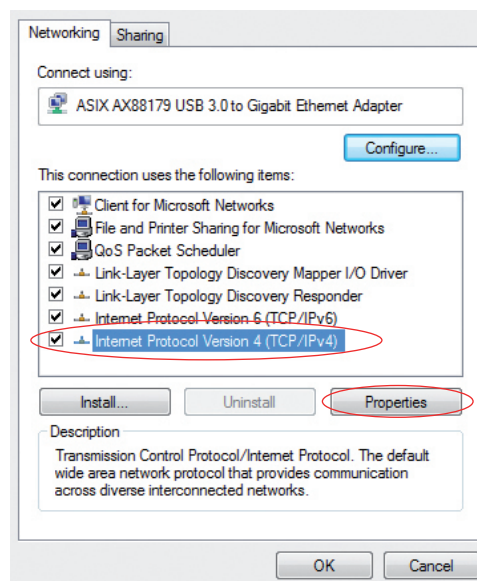 Networking Sharing
Connect using:
ASIX AX88179 USB 3.0 to Gigabit Ethernet Adapter
Configure...
This connection uses the following items:
Client for Microsoft Networks
File and Printer Sharing for Microsoft Networks
QoS Packet Scheduler
Link-Layer Topology Discovery Mapper I/O Driver
Link-Layer Topology Discovery Responder
Internet Protocol Version 6 (TCP/IPv6)
Internet Protocol Version 4 (TCP/IPv4)
Install... Uninstall Properties
Description
Transmission Control Protocol/Internet Protocol. The default
wide area network protocol that provides communication
across diverse interconnected networks.
OK Cancel